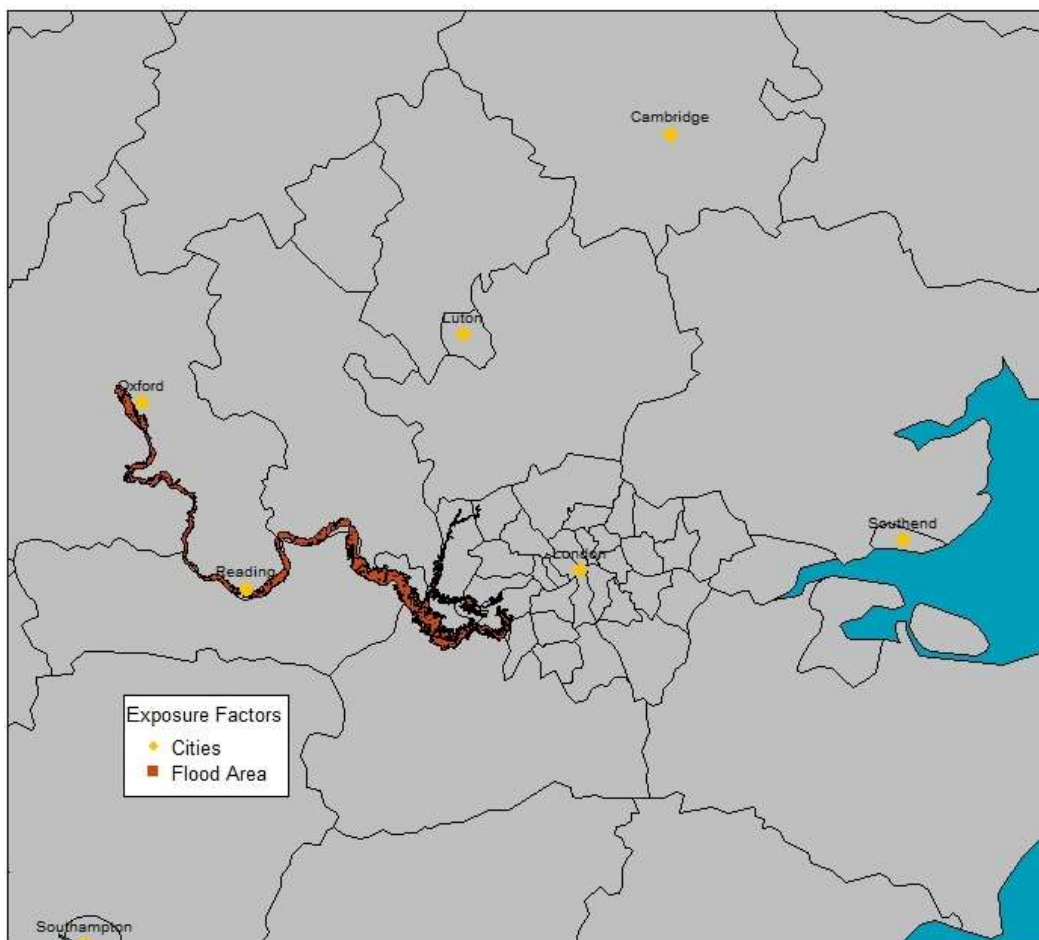 Cambridge
Luton
Oxford
Southend
London
Reading
Exposure Factors
Cities
Flood Area
Southampton